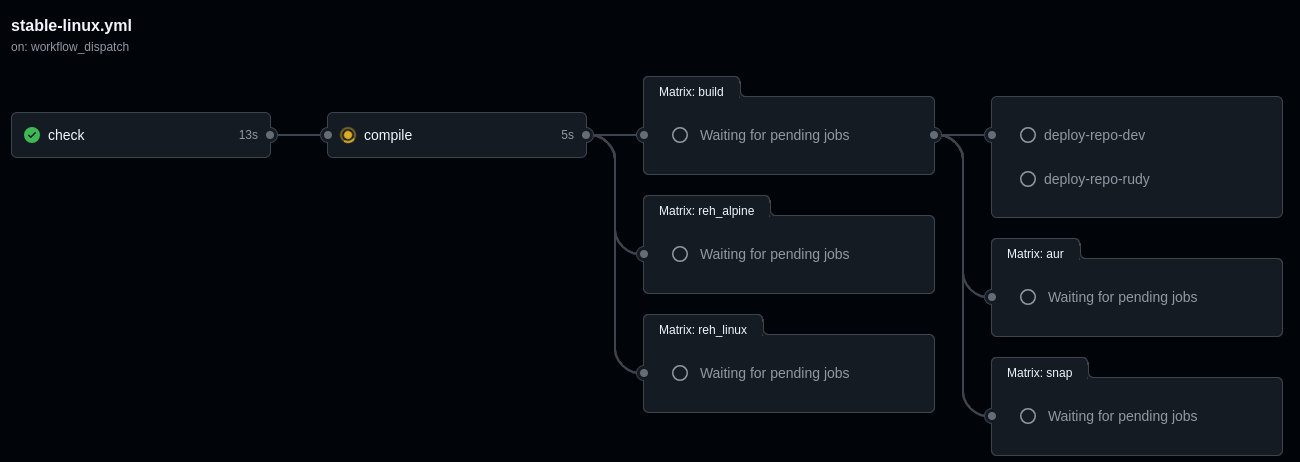 stable-linux.yml
on: workflow_dispatch
check 13s
compile 5s
Matrix: build
Waiting for pending jobs
Matrix: reh_alpine
Waiting for pending jobs
Matrix: reh_linux
Waiting for pending jobs
deploy-repo-dev
deploy-repo-rudy
Matrix: aur
Waiting for pending jobs
Matrix: snap
Waiting for pending jobs